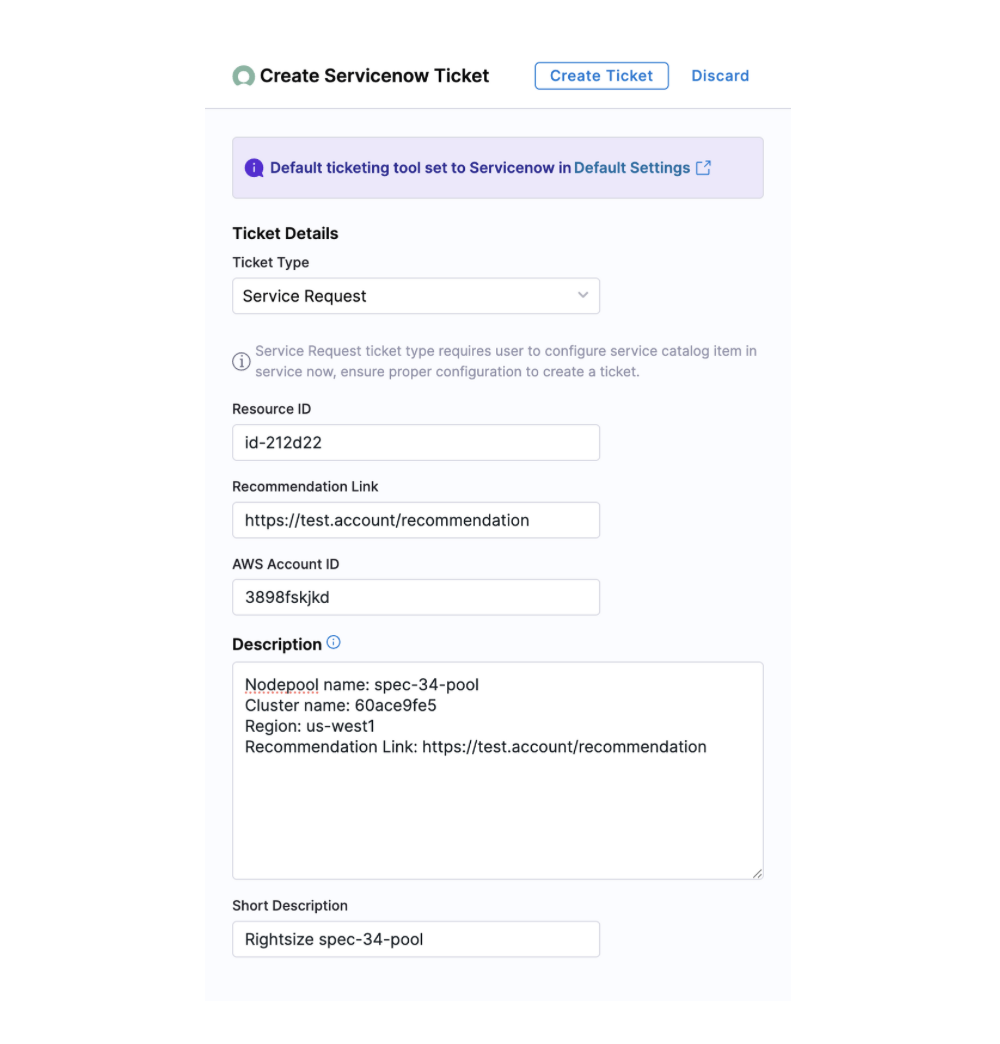 Create Servicenow Ticket
Create Ticket
Discard
Default ticketing tool set to Servicenow in Default Settings
Ticket Details
Ticket Type
Service Request
Service Request ticket type requires user to configure service catalog item in
service now, ensure proper configuration to create a ticket.
Resource ID
id-212d22
Recommendation Link
https://test.account/recommendation
AWS Account ID
3898fskjkd
Description
Nodepool name: spec-34-pool
Cluster name: 60ace9fe5
Region: us-west1
Recommendation Link: https://test.account/recommendation
Short Description
Rightsize spec-34-pool